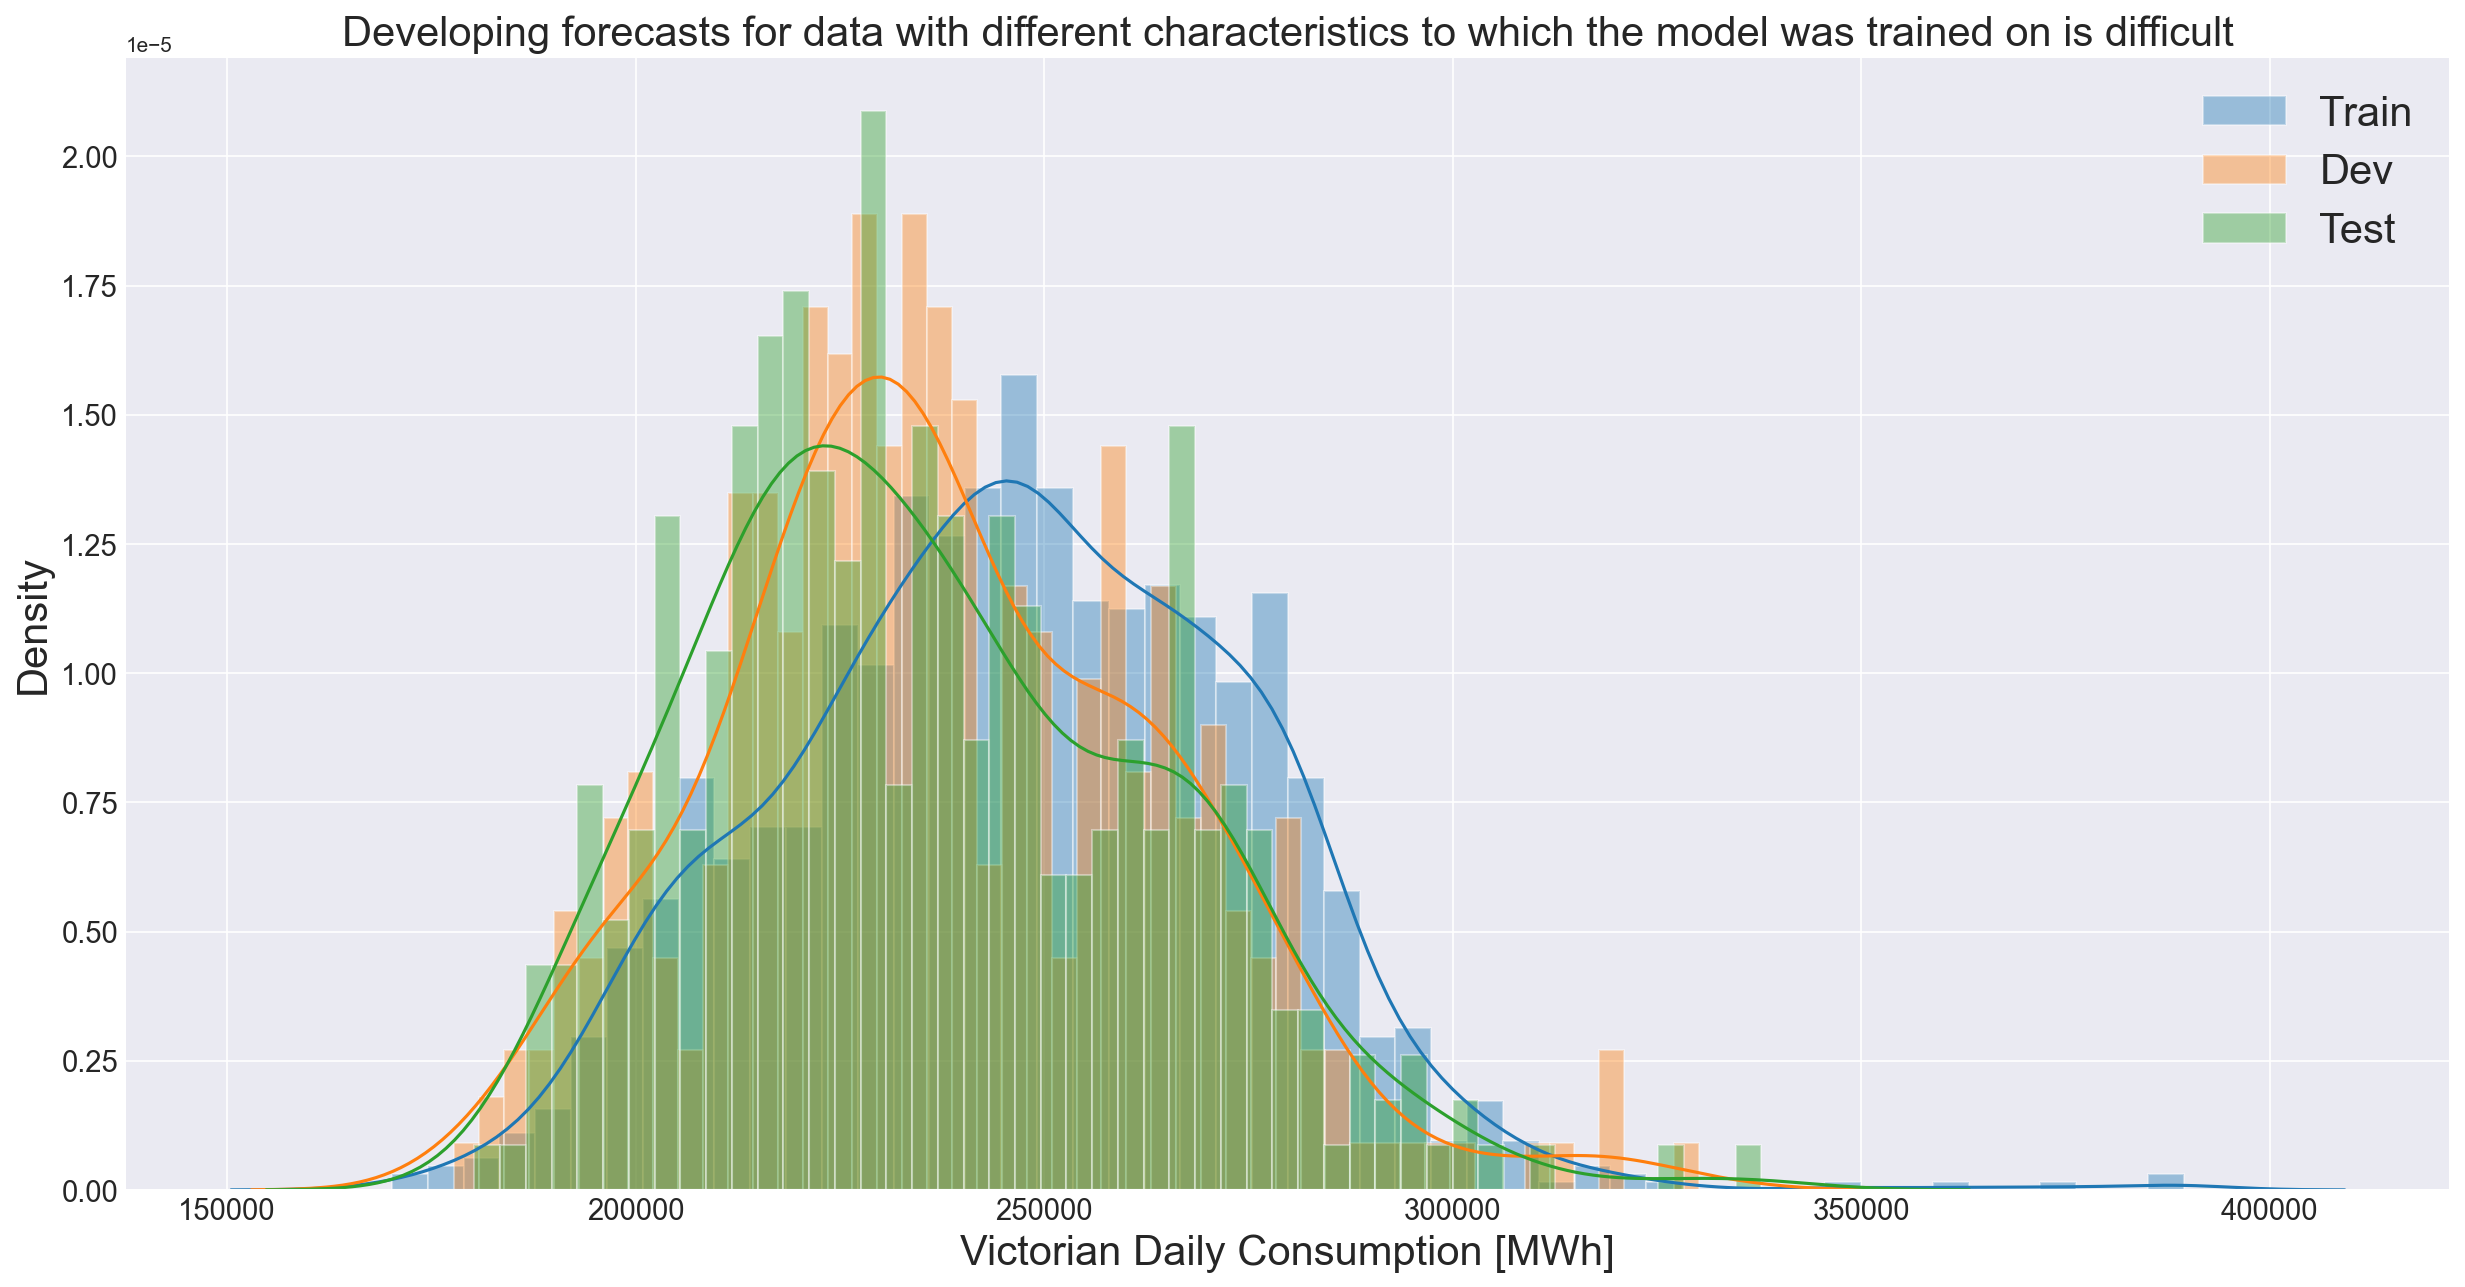 Developing forecasts for data with different characteristics to which the model was trained on is difficult
1e−5
Train
Dev
Test
2.00
1.75
1.50
1.25
1.00
0.75
0.50
0.25
0.00
Density
150000 200000 250000 300000 350000 400000
Victorian Daily Consumption [MWh]